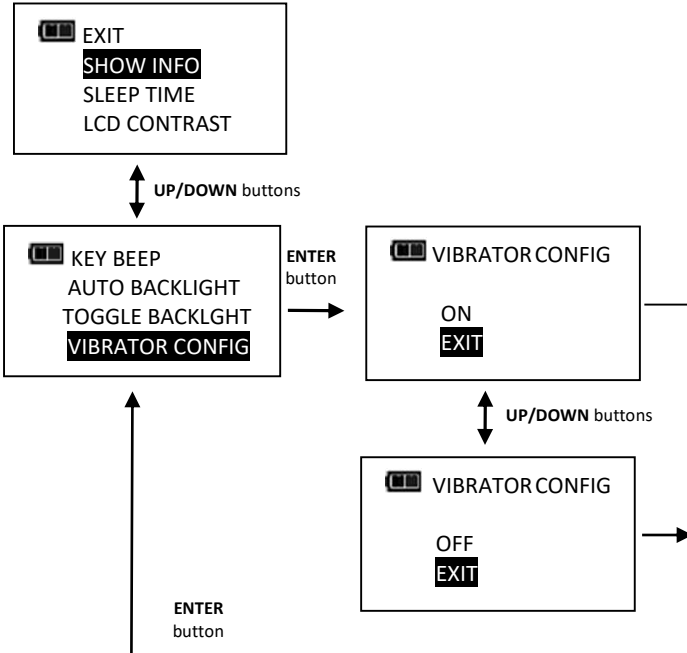 EXIT
SHOW INFO
SLEEP TIME
LCD CONTRAST
UP/DOWN buttons
KEY BEEP
AUTO BACKLIGHT
TOGGLE BACKLGHT
VIBRATOR CONFIG
ENTER
button
VIBRATOR CONFIG
ON
EXIT
UP/DOWN buttons
VIBRATOR CONFIG
OFF
EXIT
ENTER
button